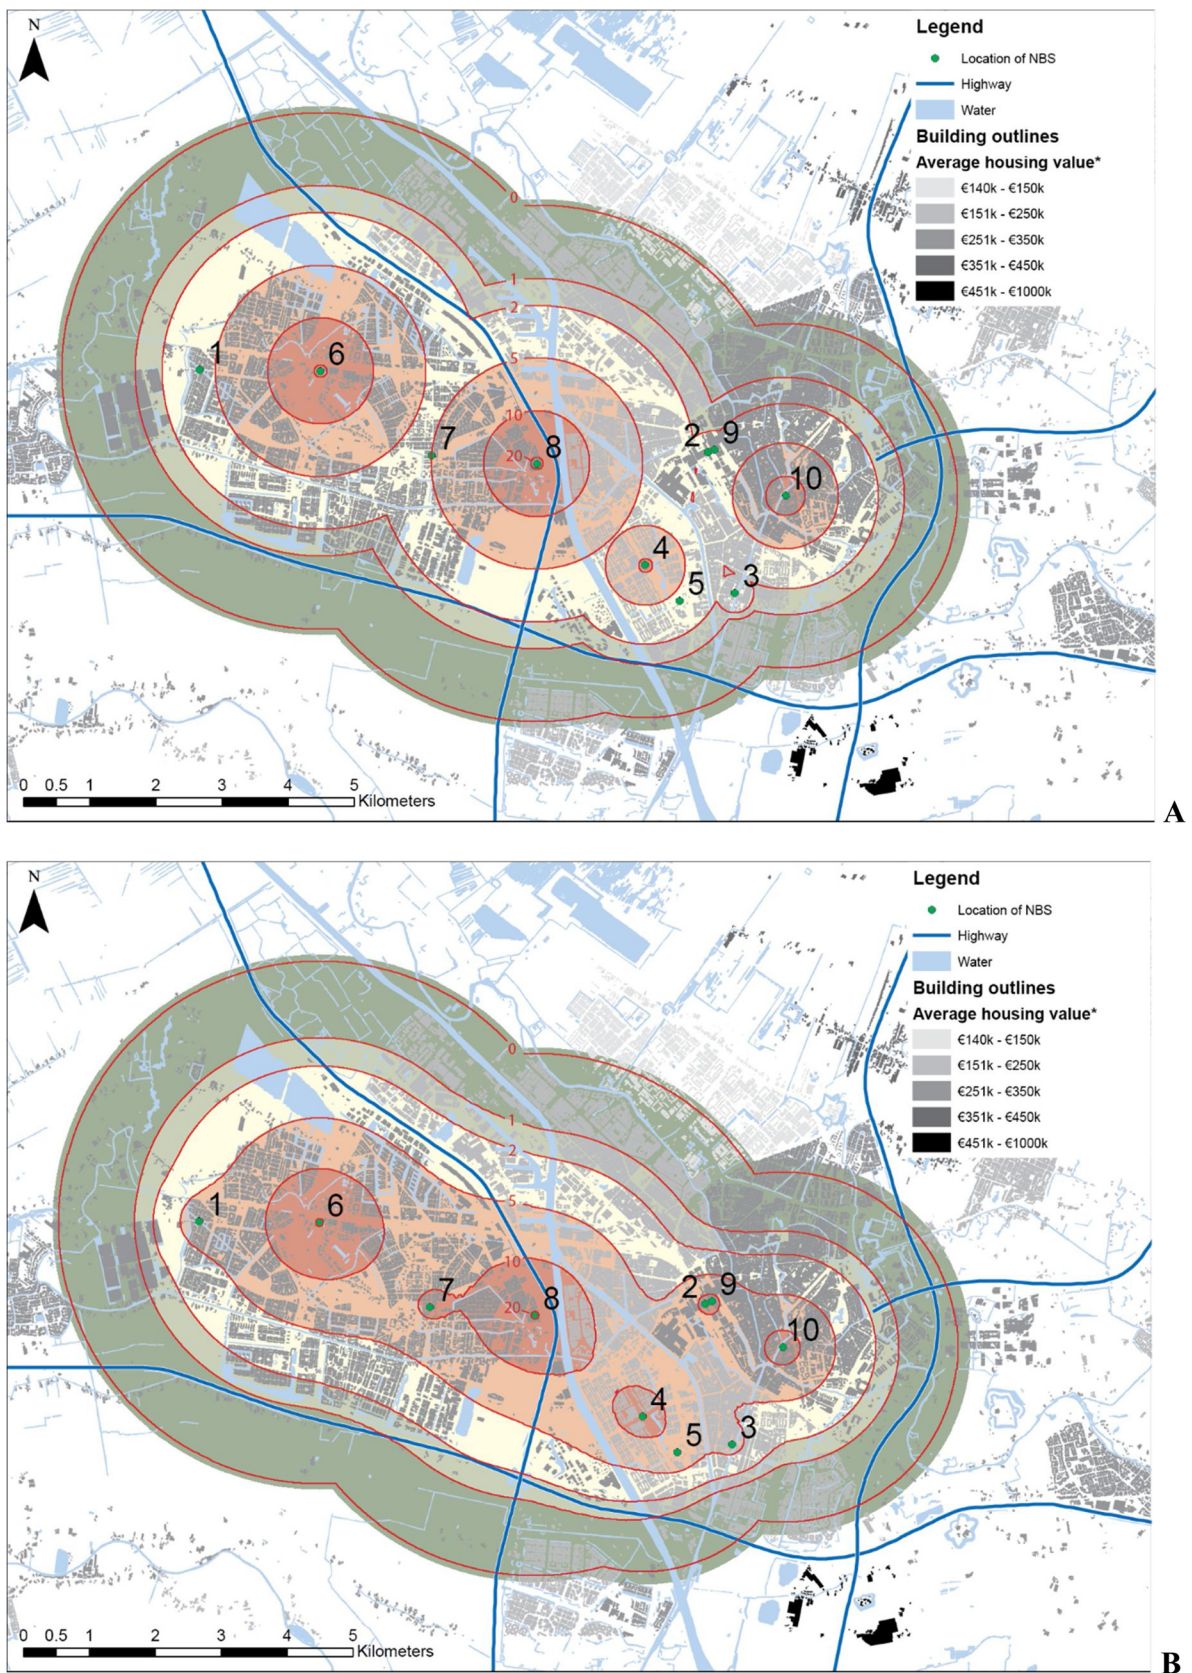 N
Legend
Location of NBS
Highway
Water
Building outlines
Average housing value*
€140k - €150k
€151k - €250k
€251k - €350k
€351k - €450k
€451k - €1000k
0
1
2
5
10
20
1
6
7
8
2 9
10
4
5
3
0 0.5 1 2 3 4 5
Kilometers
A
N
Legend
Location of NBS
Highway
Water
Building outlines
Average housing value*
€140k - €150k
€151k - €250k
€251k - €350k
€351k - €450k
€451k - €1000k
0
1
2
5
10
20
1
6
7
8
2 9
10
4
5
3
0 0.5 1 2 3 4 5
Kilometers
B